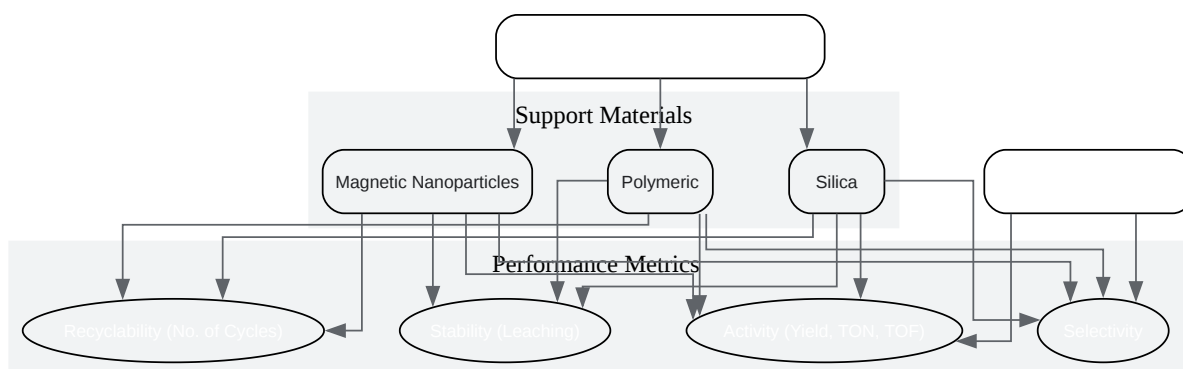 Support Materials
Magnetic Nanoparticles
Polymeric
Silica
Performance Metrics
Recyclability (No. of Cycles)
Stability (Leaching)
Activity (Yield, TON, TOF)
Selectivity